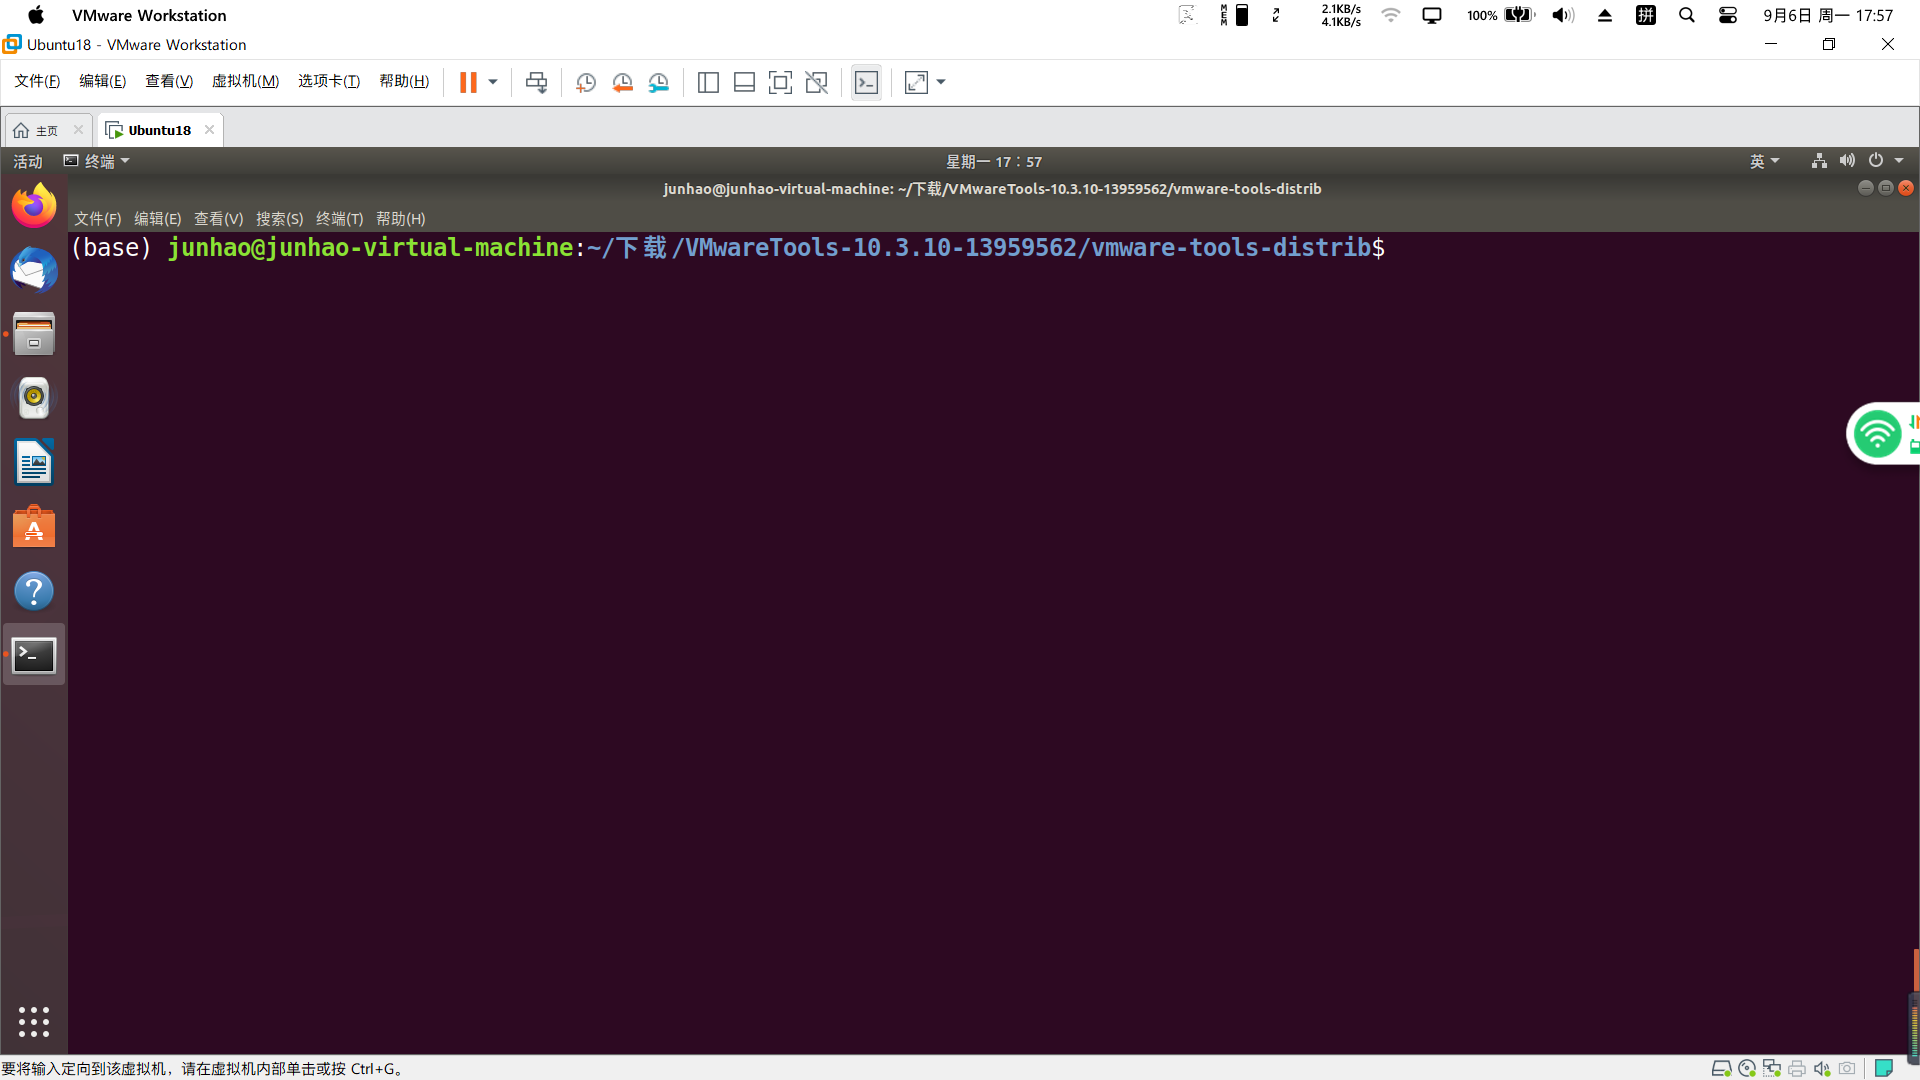 VMware Workstation
MEM
2.1KB/s
4.1KB/s
100%
拼
9月6日 周一 17:57
Ubuntu18 - VMware Workstation
文件(F) 编辑(E) 查看(V) 虚拟机(M) 选项卡(T) 帮助(H)
主页
Ubuntu18
活动 终端
星期一 17：57
英
junhao@junhao-virtual-machine: ~/下载/VMwareTools-10.3.10-13959562/vmware-tools-distrib
文件(F) 编辑(E) 查看(V) 搜索(S) 终端(T) 帮助(H)
(base) junhao@junhao-virtual-machine:~/下载/VMwareTools-10.3.10-13959562/vmware-tools-distrib$
要将输入定向到该虚拟机，请在虚拟机内部单击或按 Ctrl+G。